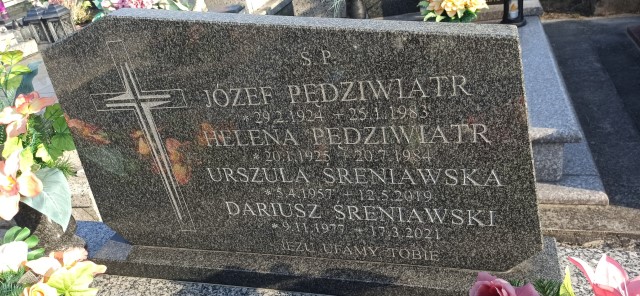 Ś.P.
JÓZEF PĘDZIWIATR
*29.2.1924 +25.1.1983
HELENA PĘDZIWIATR
*20.1.1925 +20.7.1984
URSZULA ŚRENIAWSKA
*5.4.1957 +12.5.2019
DARIUSZ ŚRENIAWSKI
*9.11.1977 +17.3.2021
JEZU UFAMY TOBIE